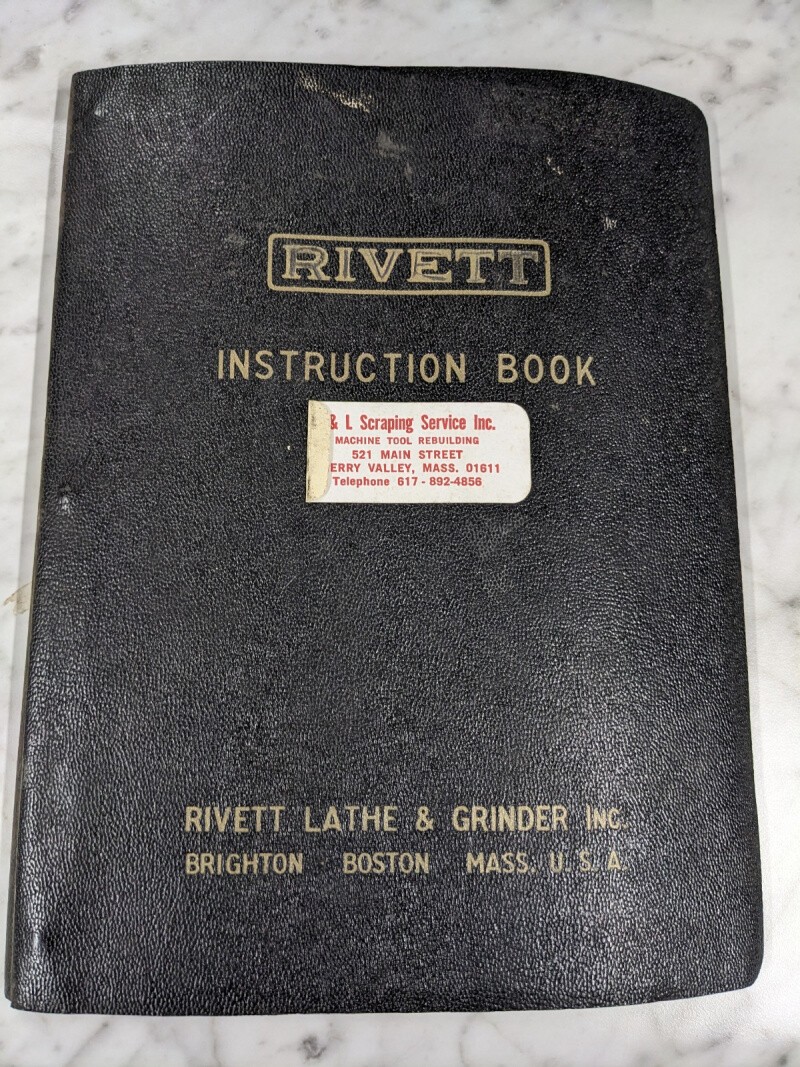 RIVETT
INSTRUCTION BOOK
& L Scraping Service Inc.
MACHINE TOOL REBUILDING
521 MAIN STREET
ERRY VALLEY, MASS. 01611
Telephone 617 - 892-4856
RIVETT LATHE & GRINDER INC.
BRIGHTON BOSTON MASS. U. S. A.